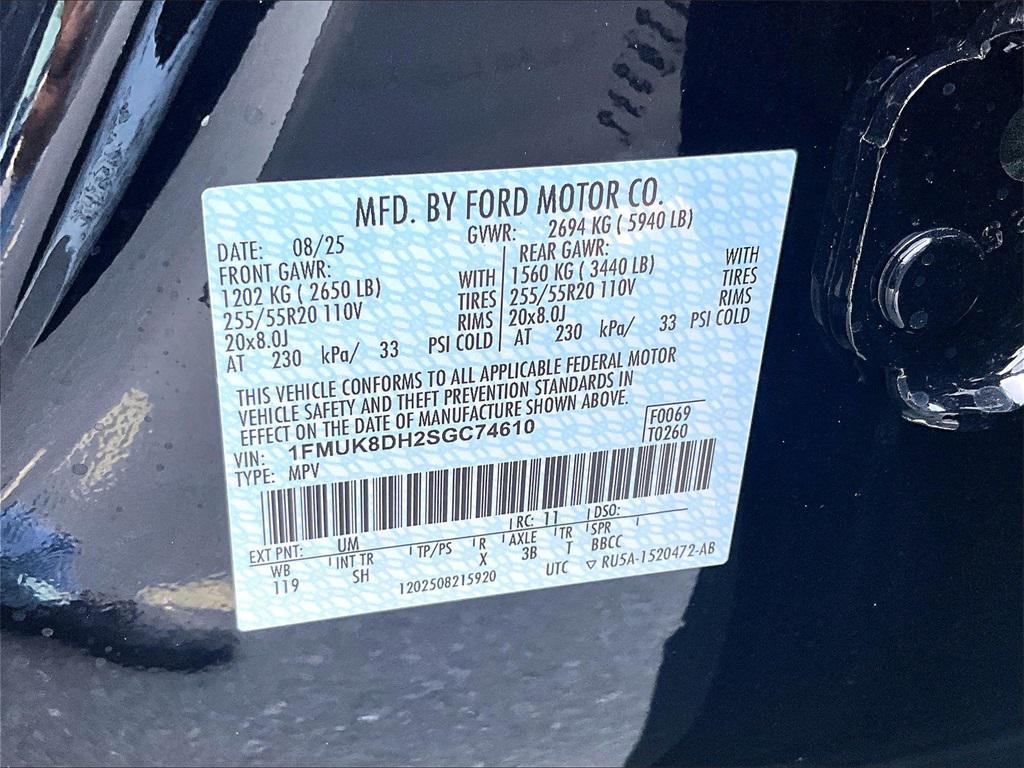 MFD. BY FORD MOTOR CO.
DATE: 08/25 GVWR: 2694 KG ( 5940 LB)
FRONT GAWR: REAR GAWR:
1202 KG ( 2650 LB) WITH 1560 KG ( 3440 LB) WITH
255/55R20 110V TIRES 255/55R20 110V TIRES
20x8.0J RIMS 20x8.0J RIMS
AT 230 kPa/ 33 PSI COLD AT 230 kPa/ 33 PSI COLD
THIS VEHICLE CONFORMS TO ALL APPLICABLE FEDERAL MOTOR
VEHICLE SAFETY AND THEFT PREVENTION STANDARDS IN
EFFECT ON THE DATE OF MANUFACTURE SHOWN ABOVE.
VIN: 1FMUK8DH2SGC74610 F0069
TYPE: MPV T0260
EXT PNT: UM RC: 11 DSO:
WB INT TR TP/PS R AXLE TR SPR
119 SH X 3B T BBCC
1202508215920 UTC ▽ RU5A-1520472-AB